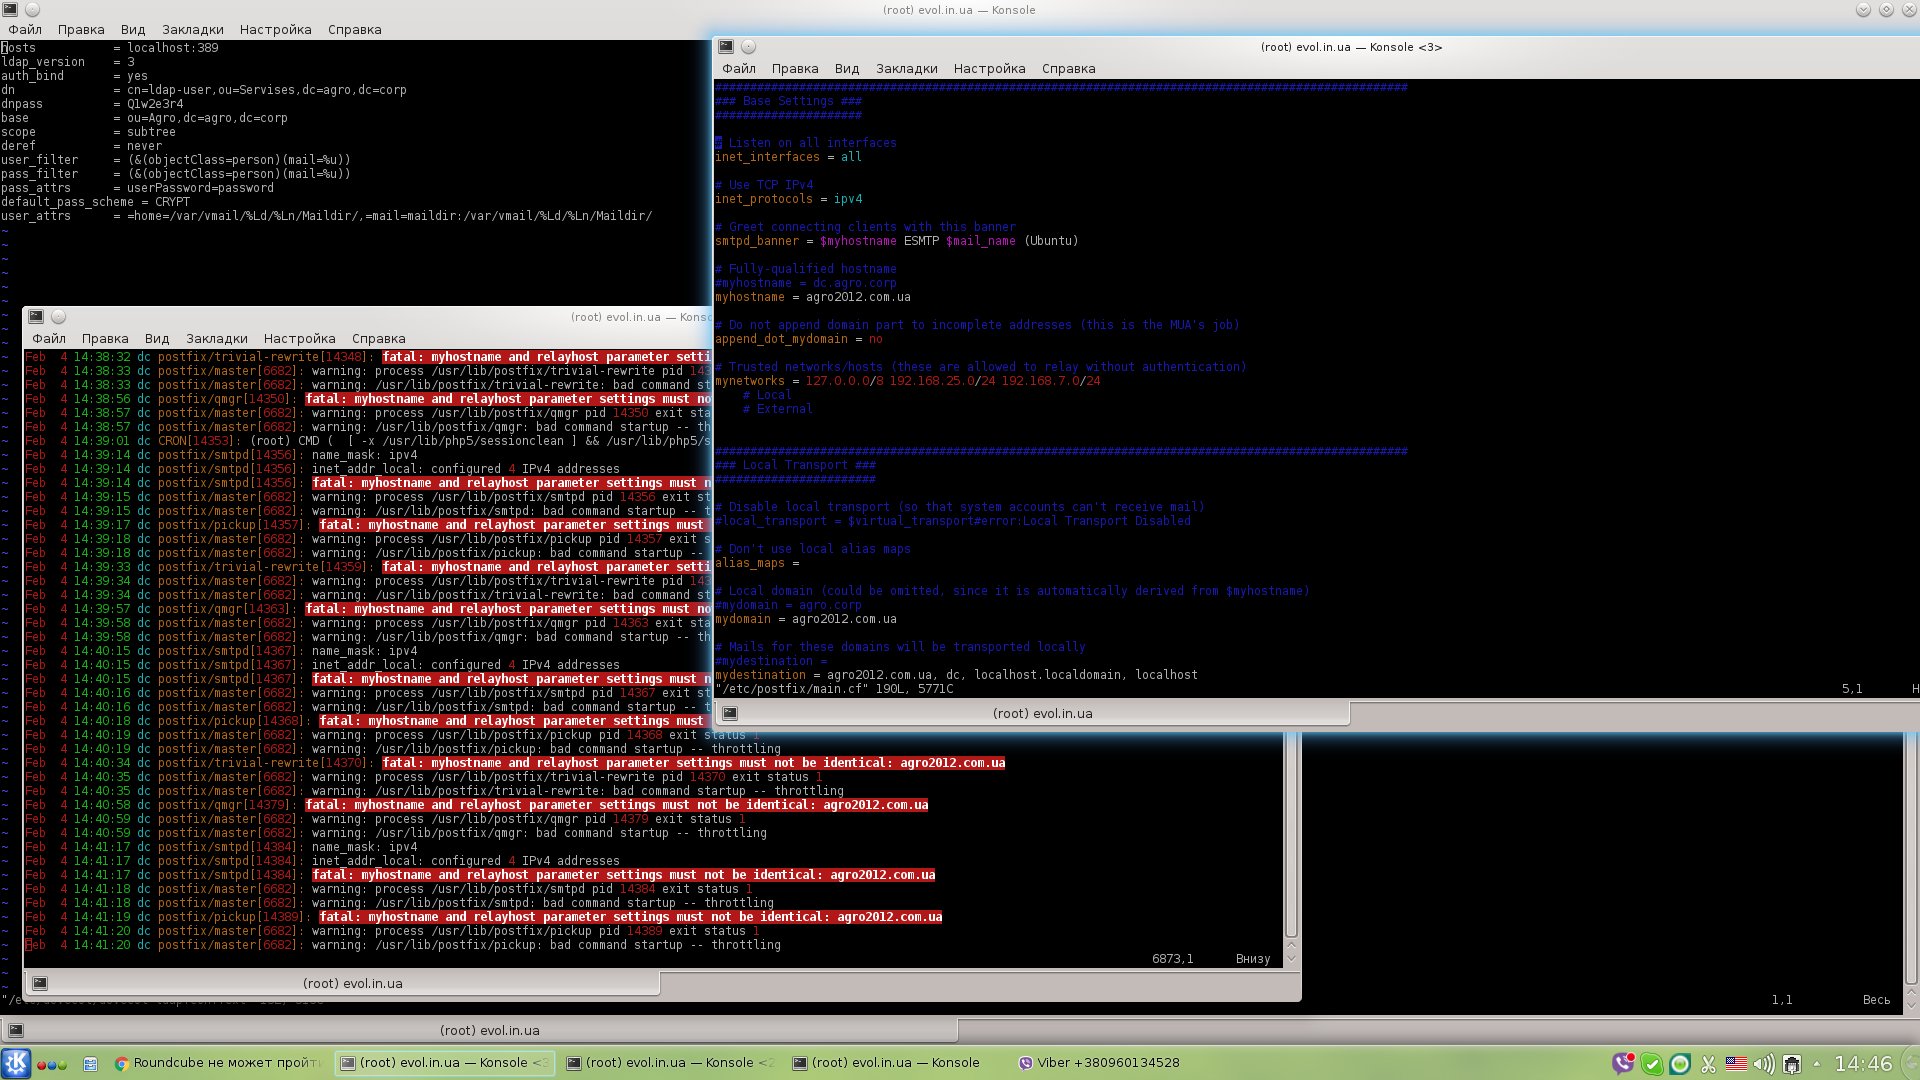 (root) evol.in.ua — Konsole
Файл Правка Вид Закладки Настройка Справка
hosts = localhost:389
ldap_version = 3
auth_bind = yes
dn = cn=ldap-user,ou=Servises,dc=agro,dc=corp
dnpass = Q1w2e3r4
base = ou=Agro,dc=agro,dc=corp
scope = subtree
deref = never
user_filter = (&(objectClass=person)(mail=%u))
pass_filter = (&(objectClass=person)(mail=%u))
pass_attrs = userPassword=password
default_pass_scheme = CRYPT
user_attrs = =home=/var/vmail/%Ld/%Ln/Maildir/,=mail=maildir:/var/vmail/%Ld/%Ln/Maildir/
(root) evol.in.ua — Konsole <3>
Файл Правка Вид Закладки Настройка Справка
###################################################################################################
### Base Settings ###
#####################
# Listen on all interfaces
inet_interfaces = all
# Use TCP IPv4
inet_protocols = ipv4
# Greet connecting clients with this banner
smtpd_banner = $myhostname ESMTP $mail_name (Ubuntu)
# Fully-qualified hostname
#myhostname = dc.agro.corp
myhostname = agro2012.com.ua
# Do not append domain part to incomplete addresses (this is the MUA's job)
append_dot_mydomain = no
# Trusted networks/hosts (these are allowed to relay without authentication)
mynetworks = 127.0.0.0/8 192.168.25.0/24 192.168.7.0/24
# Local
# External
###################################################################################################
### Local Transport ###
#######################
# Disable local transport (so that system accounts can't receive mail)
#local_transport = $virtual_transport#error:Local Transport Disabled
# Don't use local alias maps
alias_maps =
# Local domain (could be omitted, since it is automatically derived from $myhostname)
#mydomain = agro.corp
mydomain = agro2012.com.ua
# Mails for these domains will be transported locally
#mydestination =
mydestination = agro2012.com.ua, dc, localhost.localdomain, localhost
"/etc/postfix/main.cf" 190L, 5771C 5,1 Н
(root) evol.in.ua
(root) evol.in.ua — Konsc
Файл Правка Вид Закладки Настройка Справка
Feb 4 14:38:32 dc postfix/trivial-rewrite[14348]: fatal: myhostname and relayhost parameter setti
Feb 4 14:38:33 dc postfix/master[6682]: warning: process /usr/lib/postfix/trivial-rewrite pid 143
Feb 4 14:38:33 dc postfix/master[6682]: warning: /usr/lib/postfix/trivial-rewrite: bad command st
Feb 4 14:38:56 dc postfix/qmgr[14350]: fatal: myhostname and relayhost parameter settings must no
Feb 4 14:38:57 dc postfix/master[6682]: warning: process /usr/lib/postfix/qmgr pid 14350 exit sta
Feb 4 14:38:57 dc postfix/master[6682]: warning: /usr/lib/postfix/qmgr: bad command startup -- th
Feb 4 14:39:01 dc CRON[14353]: (root) CMD ( [ -x /usr/lib/php5/sessionclean ] && /usr/lib/php5/s
Feb 4 14:39:14 dc postfix/smtpd[14356]: name_mask: ipv4
Feb 4 14:39:14 dc postfix/smtpd[14356]: inet_addr_local: configured 4 IPv4 addresses
Feb 4 14:39:14 dc postfix/smtpd[14356]: fatal: myhostname and relayhost parameter settings must n
Feb 4 14:39:15 dc postfix/master[6682]: warning: process /usr/lib/postfix/smtpd pid 14356 exit st
Feb 4 14:39:15 dc postfix/master[6682]: warning: /usr/lib/postfix/smtpd: bad command startup -- t
Feb 4 14:39:17 dc postfix/pickup[14357]: fatal: myhostname and relayhost parameter settings must
Feb 4 14:39:18 dc postfix/master[6682]: warning: process /usr/lib/postfix/pickup pid 14357 exit s
Feb 4 14:39:18 dc postfix/master[6682]: warning: /usr/lib/postfix/pickup: bad command startup --
Feb 4 14:39:33 dc postfix/trivial-rewrite[14359]: fatal: myhostname and relayhost parameter setti
Feb 4 14:39:34 dc postfix/master[6682]: warning: process /usr/lib/postfix/trivial-rewrite pid 143
Feb 4 14:39:34 dc postfix/master[6682]: warning: /usr/lib/postfix/trivial-rewrite: bad command st
Feb 4 14:39:57 dc postfix/qmgr[14363]: fatal: myhostname and relayhost parameter settings must no
Feb 4 14:39:58 dc postfix/master[6682]: warning: process /usr/lib/postfix/qmgr pid 14363 exit sta
Feb 4 14:39:58 dc postfix/master[6682]: warning: /usr/lib/postfix/qmgr: bad command startup -- th
Feb 4 14:40:15 dc postfix/smtpd[14367]: name_mask: ipv4
Feb 4 14:40:15 dc postfix/smtpd[14367]: inet_addr_local: configured 4 IPv4 addresses
Feb 4 14:40:15 dc postfix/smtpd[14367]: fatal: myhostname and relayhost parameter settings must n
Feb 4 14:40:16 dc postfix/master[6682]: warning: process /usr/lib/postfix/smtpd pid 14367 exit st
Feb 4 14:40:16 dc postfix/master[6682]: warning: /usr/lib/postfix/smtpd: bad command startup -- t
Feb 4 14:40:18 dc postfix/pickup[14368]: fatal: myhostname and relayhost parameter settings must
Feb 4 14:40:19 dc postfix/master[6682]: warning: process /usr/lib/postfix/pickup pid 14368 exit status 1
Feb 4 14:40:19 dc postfix/master[6682]: warning: /usr/lib/postfix/pickup: bad command startup -- throttling
Feb 4 14:40:34 dc postfix/trivial-rewrite[14370]: fatal: myhostname and relayhost parameter settings must not be identical: agro2012.com.ua
Feb 4 14:40:35 dc postfix/master[6682]: warning: process /usr/lib/postfix/trivial-rewrite pid 14370 exit status 1
Feb 4 14:40:35 dc postfix/master[6682]: warning: /usr/lib/postfix/trivial-rewrite: bad command startup -- throttling
Feb 4 14:40:58 dc postfix/qmgr[14379]: fatal: myhostname and relayhost parameter settings must not be identical: agro2012.com.ua
Feb 4 14:40:59 dc postfix/master[6682]: warning: process /usr/lib/postfix/qmgr pid 14379 exit status 1
Feb 4 14:40:59 dc postfix/master[6682]: warning: /usr/lib/postfix/qmgr: bad command startup -- throttling
Feb 4 14:41:17 dc postfix/smtpd[14384]: name_mask: ipv4
Feb 4 14:41:17 dc postfix/smtpd[14384]: inet_addr_local: configured 4 IPv4 addresses
Feb 4 14:41:17 dc postfix/smtpd[14384]: fatal: myhostname and relayhost parameter settings must not be identical: agro2012.com.ua
Feb 4 14:41:18 dc postfix/master[6682]: warning: process /usr/lib/postfix/smtpd pid 14384 exit status 1
Feb 4 14:41:18 dc postfix/master[6682]: warning: /usr/lib/postfix/smtpd: bad command startup -- throttling
Feb 4 14:41:19 dc postfix/pickup[14389]: fatal: myhostname and relayhost parameter settings must not be identical: agro2012.com.ua
Feb 4 14:41:20 dc postfix/master[6682]: warning: process /usr/lib/postfix/pickup pid 14389 exit status 1
Feb 4 14:41:20 dc postfix/master[6682]: warning: /usr/lib/postfix/pickup: bad command startup -- throttling
6873,1 Внизу
(root) evol.in.ua
1,1 Весь
(root) evol.in.ua
Roundcube не может пройти (root) evol.in.ua — Konsole <3 (root) evol.in.ua — Konsole <2 (root) evol.in.ua — Konsole Viber +380960134528 14:46